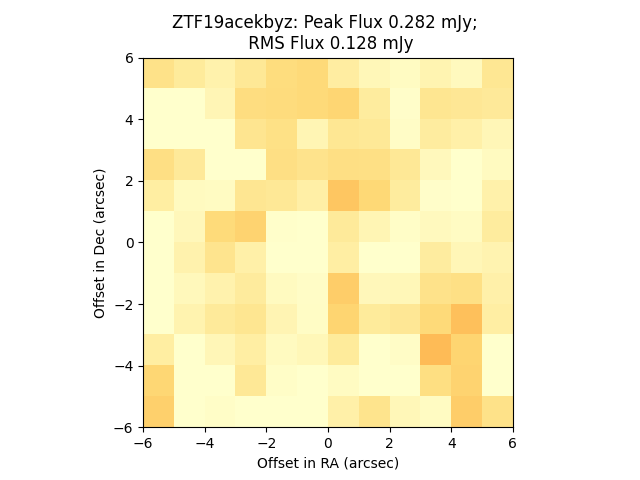 ZTF19acekbyz: Peak Flux 0.282 mJy;
RMS Flux 0.128 mJy
6
4
2
0
−2
−4
−6
Offset in Dec (arcsec)
−6 −4 −2 0 2 4 6
Offset in RA (arcsec)